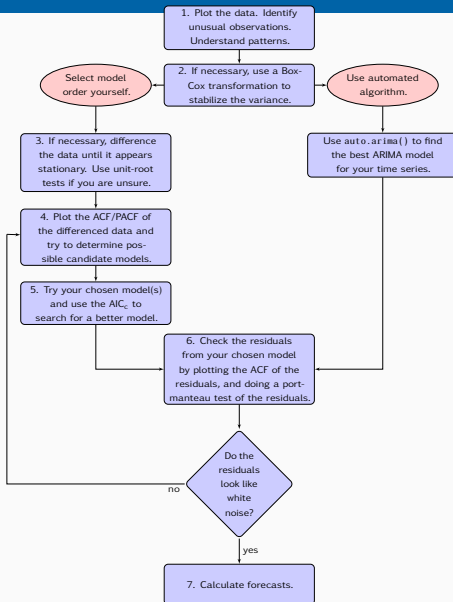 1. Plot the data. Identify
unusual observations.
Understand patterns.
Select model
order yourself.
2. If necessary, use a Box-
Cox transformation to
stabilize the variance.
Use automated
algorithm.
3. If necessary, difference
the data until it appears
stationary. Use unit-root
tests if you are unsure.
Use auto.arima() to find
the best ARIMA model
for your time series.
4. Plot the ACF/PACF of
the differenced data and
try to determine pos-
sible candidate models.
5. Try your chosen model(s)
and use the AICc to
search for a better model.
6. Check the residuals
from your chosen model
by plotting the ACF of the
residuals, and doing a port-
manteau test of the residuals.
Do the
residuals
look like
white
noise?
no
yes
7. Calculate forecasts.